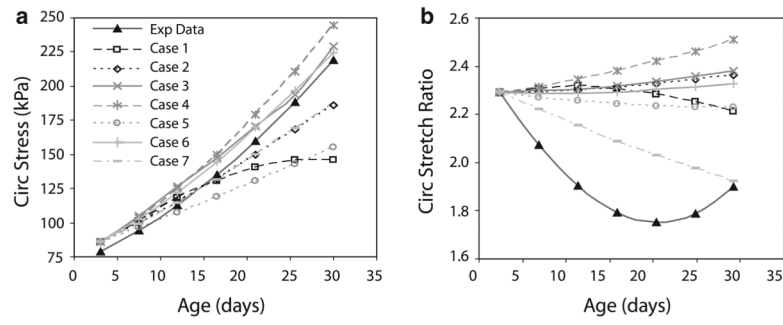 a
250
225
200
175
150
125
100
75
0 5 10 15 20 25 30 35
Circ Stress (kPa)
Age (days)
Exp Data
Case 1
Case 2
Case 3
Case 4
Case 5
Case 6
Case 7
b
2.6
2.4
2.2
2.0
1.8
1.6
0 5 10 15 20 25 30 35
Circ Stretch Ratio
Age (days)